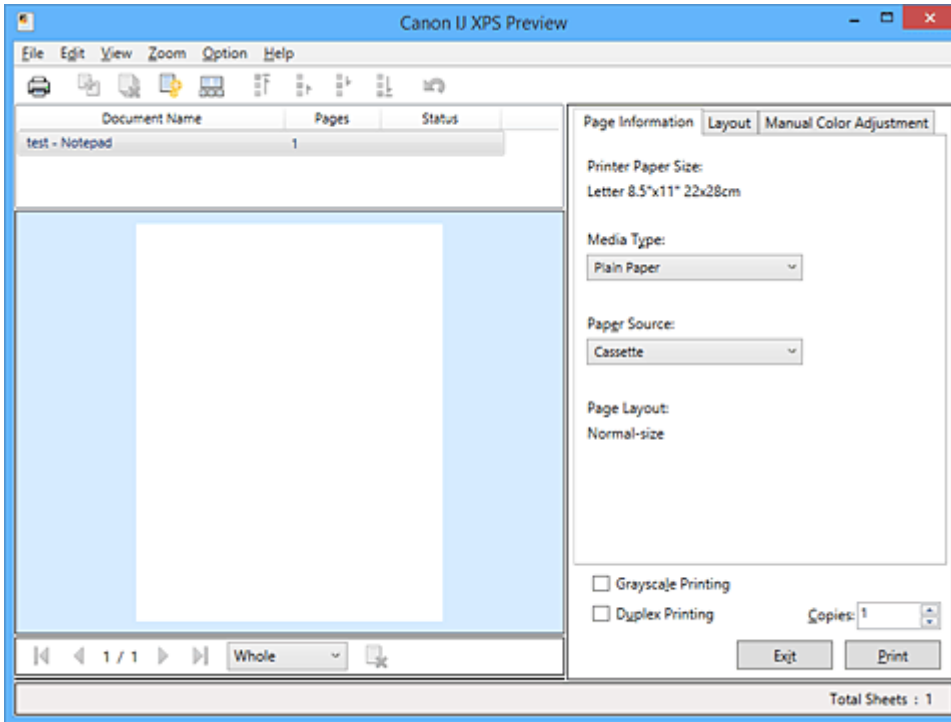 Canon IJ XPS Preview
File Edit View Zoom Option Help
Document Name Pages Status
test - Notepad 1
Page Information Layout Manual Color Adjustment
Printer Paper Size:
Letter 8.5"x11" 22x28cm
Media Type:
Plain Paper
Paper Source:
Cassette
Page Layout:
Normal-size
Grayscale Printing
Duplex Printing Copies: 1
1 / 1 Whole
Exit Print
Total Sheets : 1